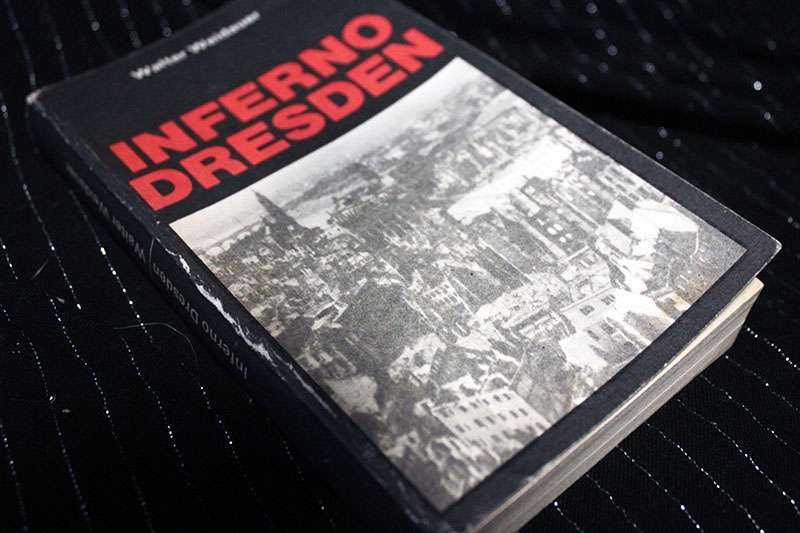 Walter Weidauer
INFERNO
DRESDEN
Inferno Dresden Walter Weidauer